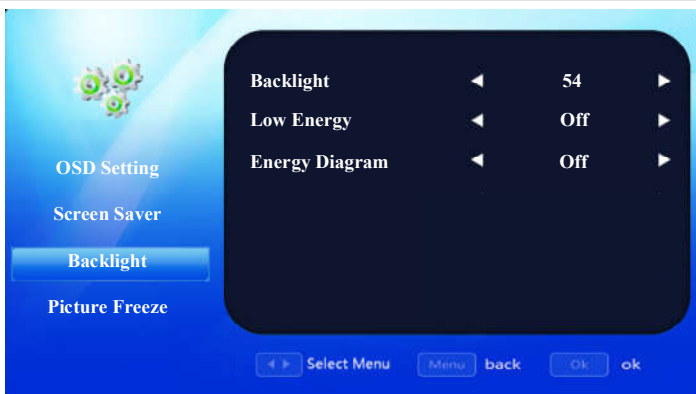 Backlight 54
Low Energy Off
Energy Diagram Off
OSD Setting
Screen Saver
Backlight
Picture Freeze
Select Menu Menu back Ok ok